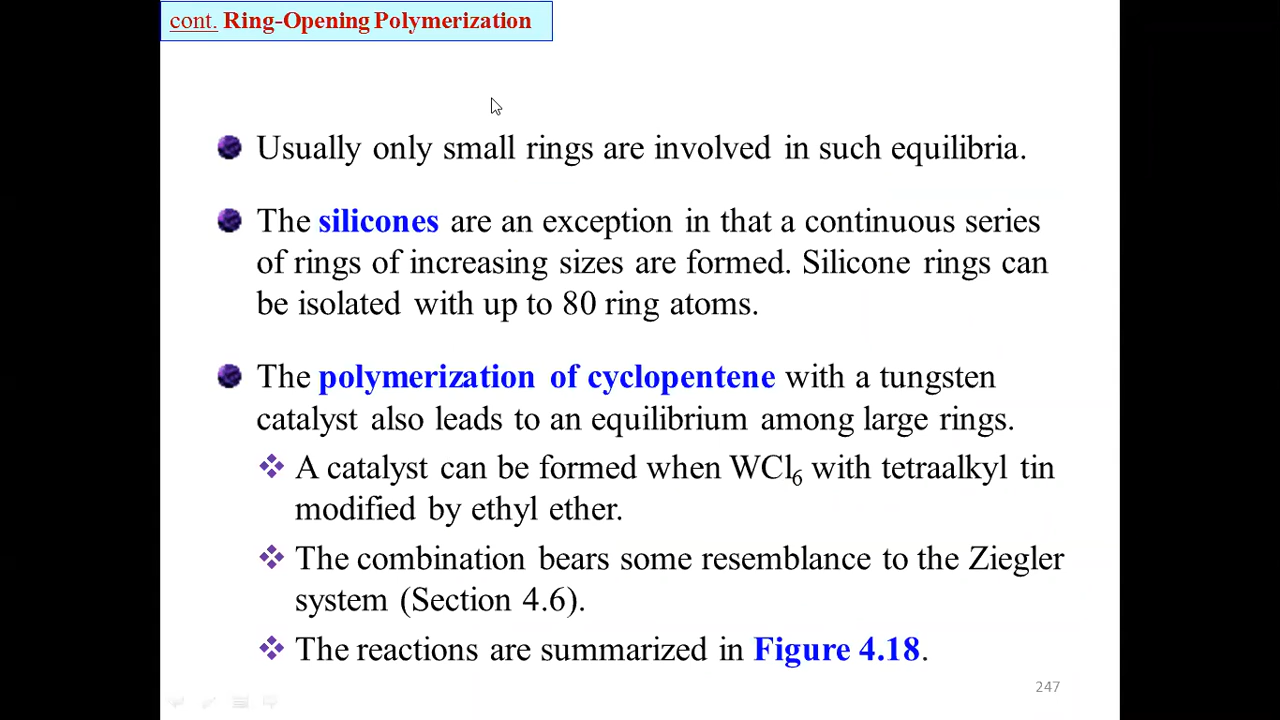 cont. Ring-Opening Polymerization
Usually only small rings are involved in such equilibria.
The silicones are an exception in that a continuous series
of rings of increasing sizes are formed. Silicone rings can
be isolated with up to 80 ring atoms.
The polymerization of cyclopentene with a tungsten
catalyst also leads to an equilibrium among large rings.
A catalyst can be formed when WCl₆ with tetraalkyl tin
modified by ethyl ether.
The combination bears some resemblance to the Ziegler
system (Section 4.6).
The reactions are summarized in Figure 4.18.
247